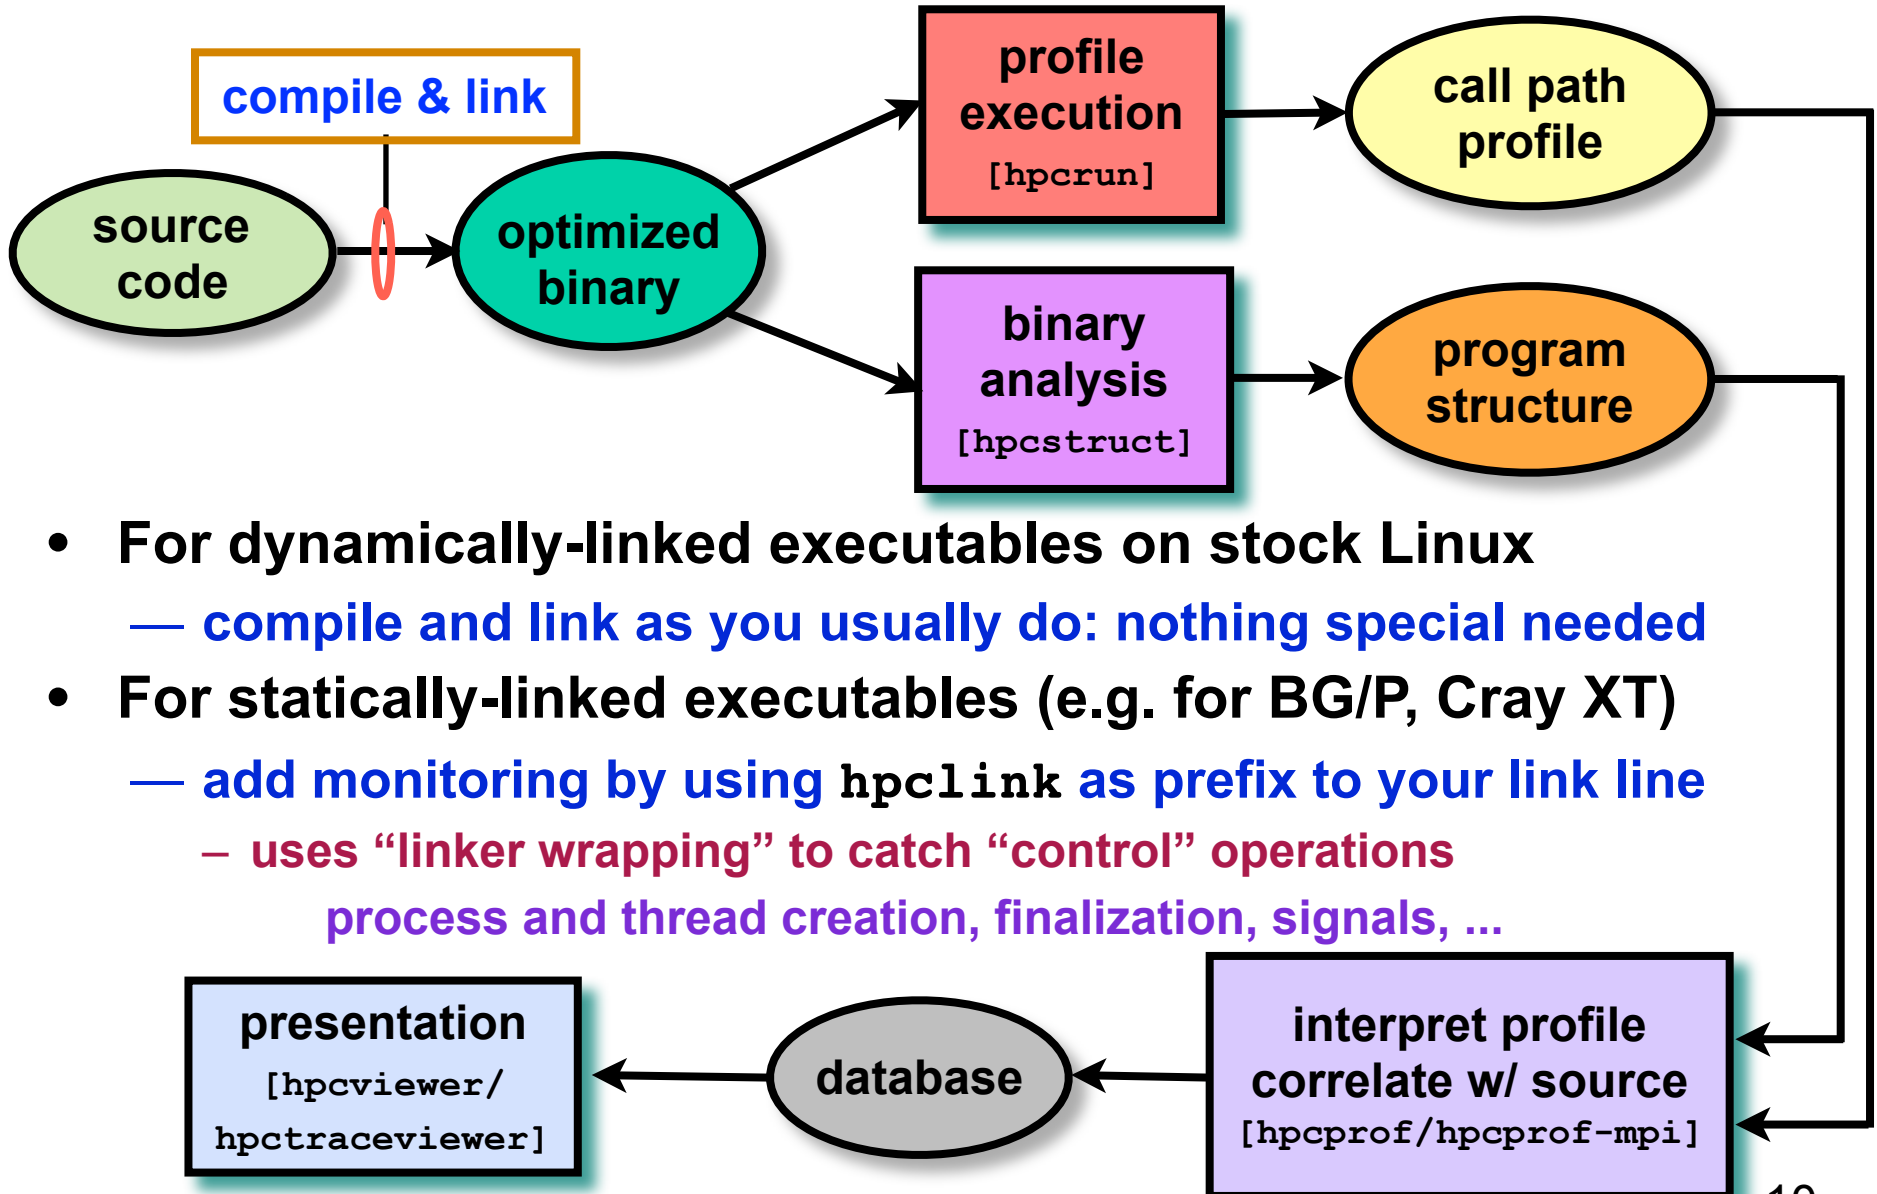 compile & link
source
code
optimized
binary
profile
execution
[hpcrun]
call path
profile
binary
analysis
[hpcstruct]
program
structure
• For dynamically-linked executables on stock Linux
— compile and link as you usually do: nothing special needed
• For statically-linked executables (e.g. for BG/P, Cray XT)
— add monitoring by using hpclink as prefix to your link line
– uses “linker wrapping” to catch “control” operations
process and thread creation, finalization, signals, ...
presentation
[hpcviewer/
hpctraceviewer]
database
interpret profile
correlate w/ source
[hpcprof/hpcprof-mpi]